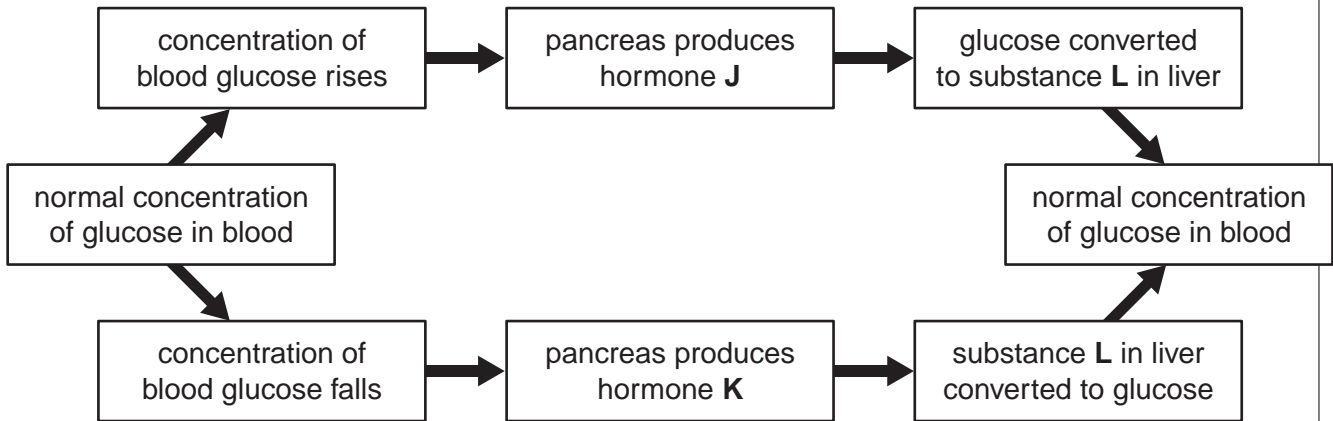 concentration of
blood glucose rises
pancreas produces
hormone J
glucose converted
to substance L in liver
normal concentration
of glucose in blood
normal concentration
of glucose in blood
concentration of
blood glucose falls
pancreas produces
hormone K
substance L in liver
converted to glucose